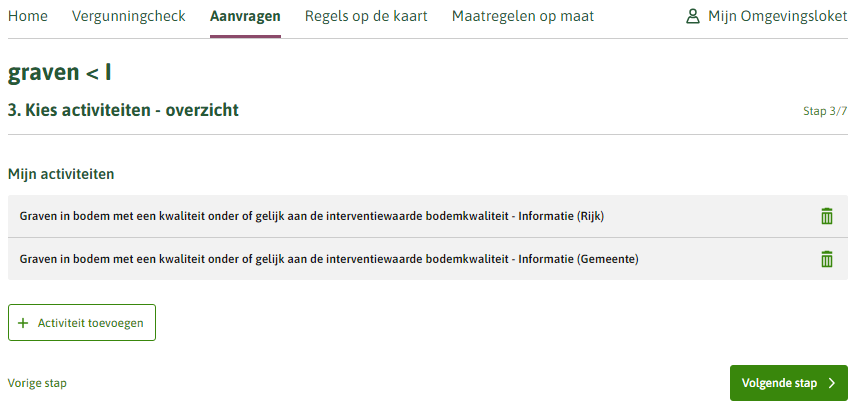 Home Vergunningcheck Aanvragen Regels op de kaart Maatregelen op maat Mijn Omgevingsloket
graven < I
3. Kies activiteiten - overzicht Stap 3/7
Mijn activiteiten
Graven in bodem met een kwaliteit onder of gelijk aan de interventiewaarde bodemkwaliteit - Informatie (Rijk)
Graven in bodem met een kwaliteit onder of gelijk aan de interventiewaarde bodemkwaliteit - Informatie (Gemeente)
+ Activiteit toevoegen
Vorige stap Volgende stap